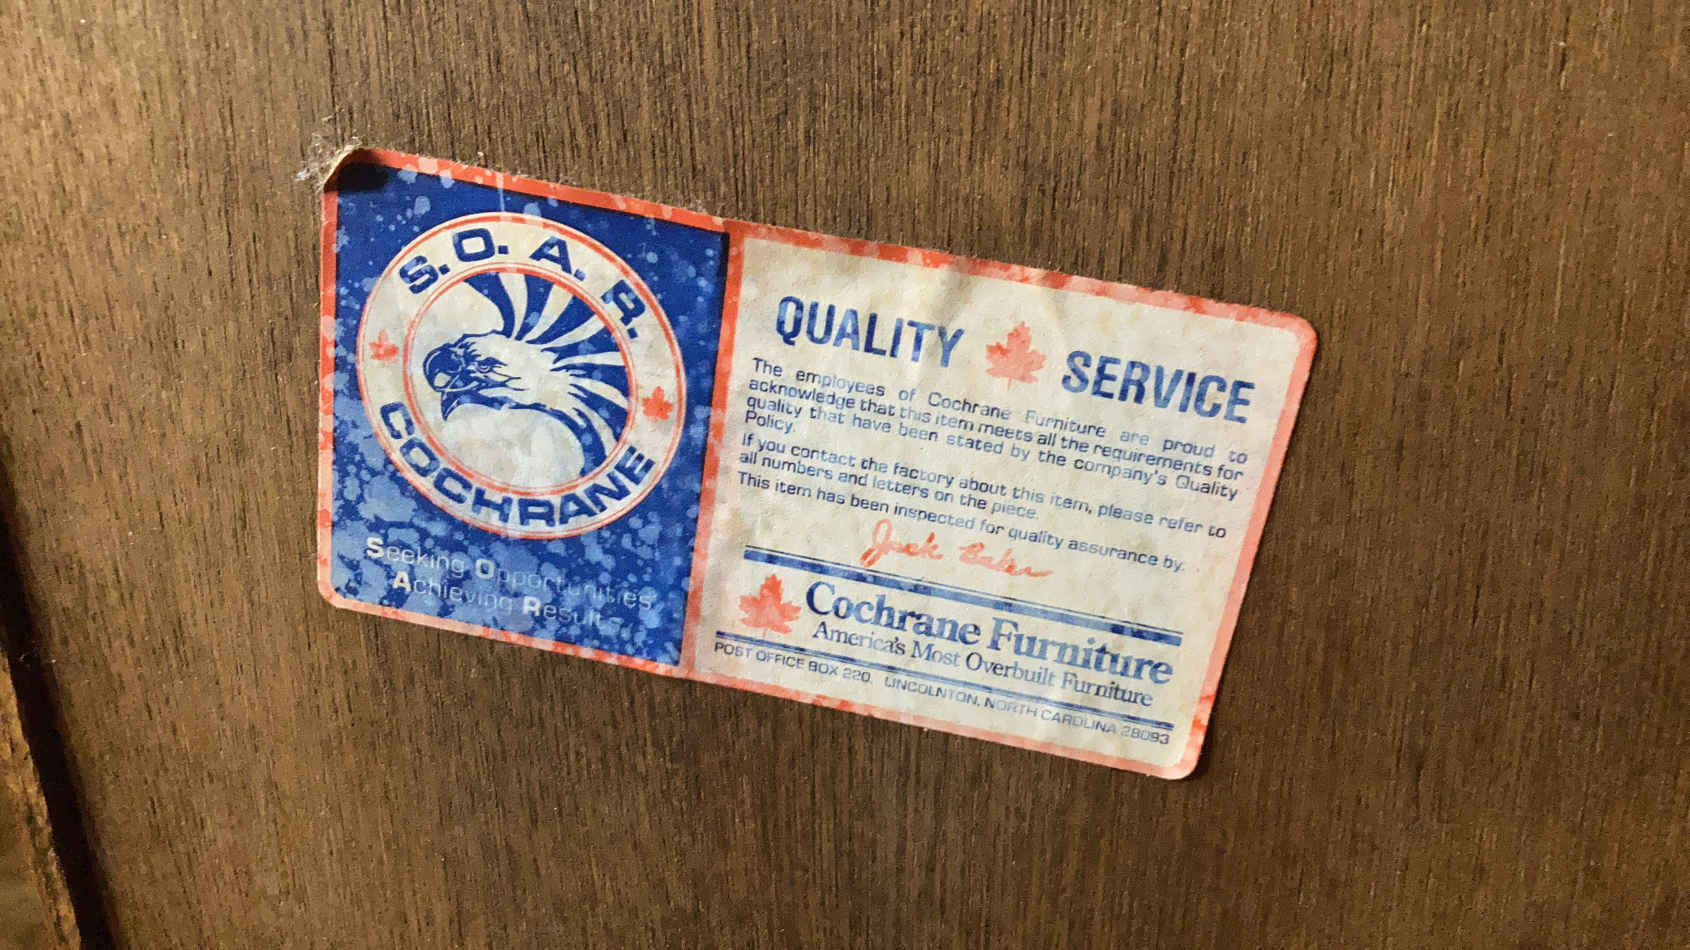 S.O.A.R.
COCHRANE
Seeking Opportunities
Achieving Results
QUALITY SERVICE
The employees of Cochrane Furniture are proud to
acknowledge that this item meets all the requirements for
quality that have been stated by the company's Quality
Policy.
If you contact the factory about this item, please refer to
all numbers and letters on the piece.
This item has been inspected for quality assurance by:
Jack Baker
Cochrane Furniture
America's Most Overbuilt Furniture
POST OFFICE BOX 220, LINCOLNTON, NORTH CAROLINA 28093